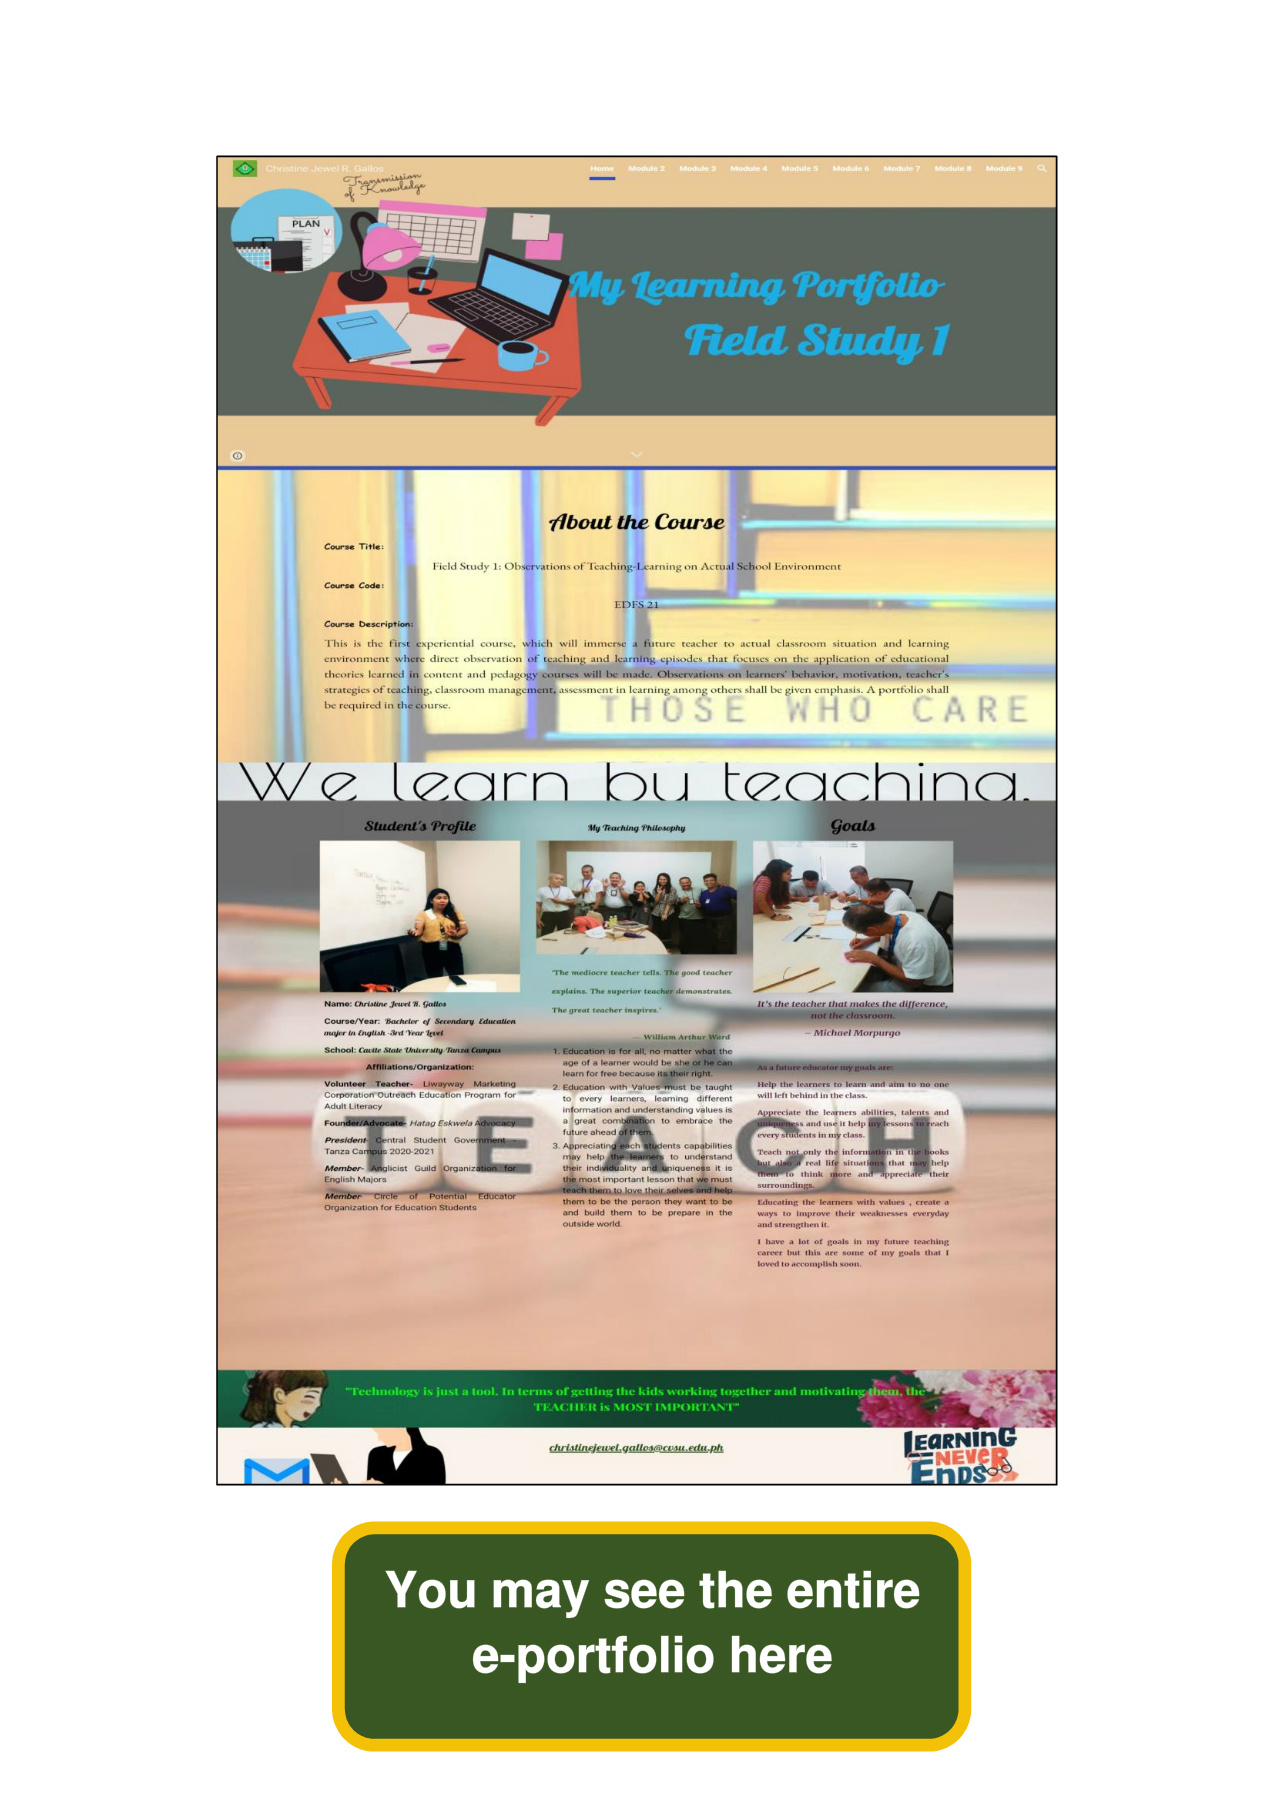 Christine Jewel R. Gallos
Home Module 2 Module 3 Module 4 Module 5 Module 6 Module 7 Module 8 Module 9
Transmission
of Knowledge
PLAN
My Learning Portfolio
Field Study 1
About the Course
Course Title:
Field Study 1: Observations of Teaching-Learning on Actual School Environment
Course Code:
EDFS 21
Course Description:
This is the first experiential course, which will immerse a future teacher to actual classroom situation and learning
environment where direct observation of teaching and learning episodes that focuses on the application of educational
theories learned in content and pedagogy courses will be made. Observations on learners' behavior, motivation, teacher's
strategies of teaching, classroom management, assessment in learning among others shall be given emphasis. A portfolio shall
be required in the course.
THOSE WHO CARE
We learn by teaching.
Student's Profile
Name: Christine Jewel R. Gallos
Course/Year: Bachelor of Secondary Education
major in English -3rd Year Level
School: Cavite State University-Tanza Campus
Affiliations/Organization:
Volunteer Teacher- Liwayway Marketing
Corporation Outreach Education Program for
Adult Literacy
Founder/Advocate- Hatag Eskwela Advocacy
President- Central Student Government -
Tanza Campus 2020-2021
Member- Anglicist Guild Organization for
English Majors
Member- Circle of Potential Educator
Organization for Education Students
My Teaching Philosophy
'The mediocre teacher tells. The good teacher
explains. The superior teacher demonstrates.
The great teacher inspires.'
— William Arthur Ward
1. Education is for all, no matter what the
age of a learner would be she or he can
learn for free because its their right.
2. Education with Values must be taught
to every learners, learning different
information and understanding values is
a great combination to embrace the
future ahead of them.
3. Appreciating each students capabilities
may help the learners to understand
their individuality and uniqueness it is
the most important lesson that we must
teach them to love their selves and help
them to be the person they want to be
and build them to be prepare in the
outside world.
Goals
It's the teacher that makes the difference,
not the classroom.
– Michael Morpurgo
As a future educator my goals are:
Help the learners to learn and aim to no one
will left behind in the class.
Appreciate the learners abilities, talents and
uniqueness and use it help my lessons to reach
every students in my class.
Teach not only the information in the books
but also a real life situations that may help
them to think more and appreciate their
surroundings.
Educating the learners with values , create a
ways to improve their weaknesses everyday
and strengthen it.
I have a lot of goals in my future teaching
career but this are some of my goals that I
loved to accomplish soon.
TEACH
"Technology is just a tool. In terms of getting the kids working together and motivating them, the
TEACHER is MOST IMPORTANT"
christinejewel.gallos@cvsu.edu.ph
LEARNING
NEVER
ENDS
You may see the entire
e-portfolio here